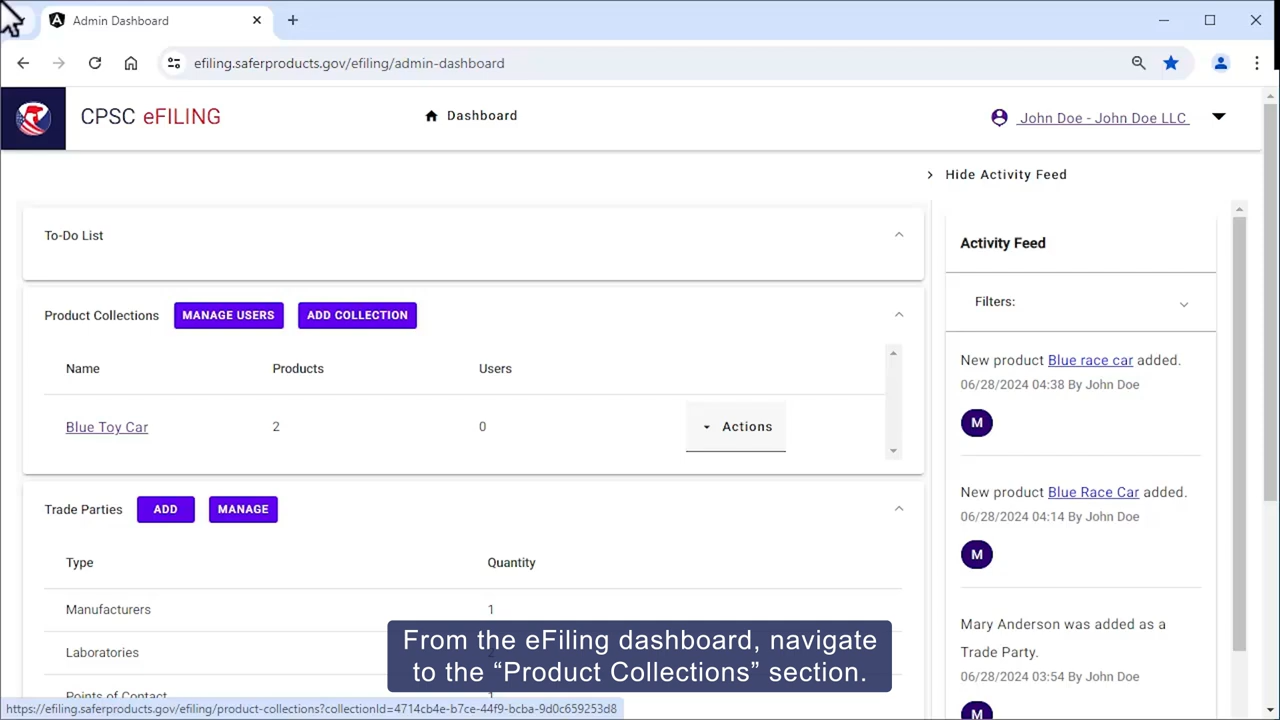 Admin Dashboard
efiling.saferproducts.gov/efiling/admin-dashboard
CPSC eFILING
Dashboard
John Doe - John Doe LLC
Hide Activity Feed
To-Do List
Product Collections
MANAGE USERS
ADD COLLECTION
Name Products Users
Blue Toy Car 2 0 Actions
Trade Parties
ADD
MANAGE
Type Quantity
Manufacturers 1
Laboratories
Points of Contact 1
Activity Feed
Filters:
New product Blue race car added.
06/28/2024 04:38 By John Doe
M
New product Blue Race Car added.
06/28/2024 04:14 By John Doe
M
Mary Anderson was added as a
Trade Party.
06/28/2024 03:54 By John Doe
M
From the eFiling dashboard, navigate
to the “Product Collections” section.
https://efiling.saferproducts.gov/efiling/product-collections?collectionId=4714cb4e-b7ce-44f9-bcba-9d0c659253d8